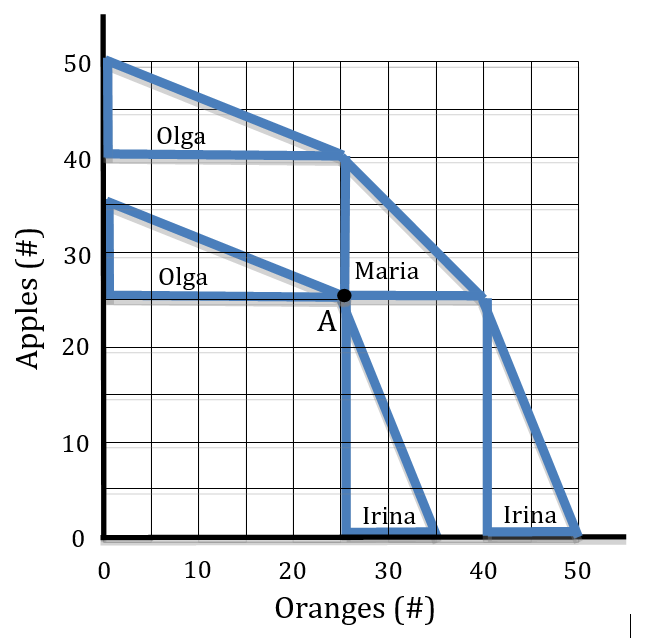 50
Olga
40
30
Maria
Olga
A
20
10
Irina
Irina
0
0
10
20
30
40
50
Apples (#)
Oranges (#)